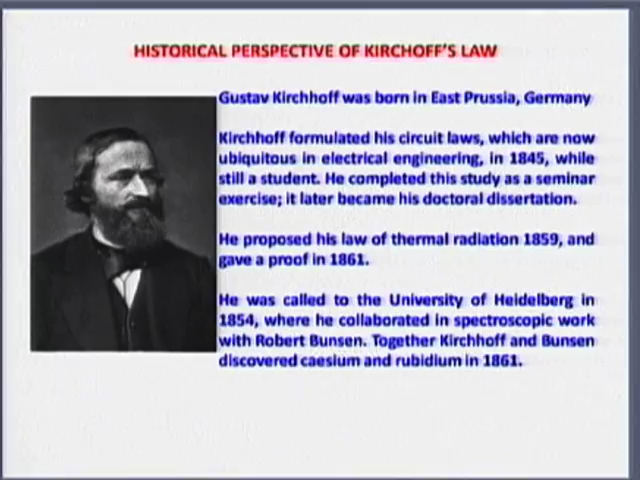 HISTORICAL PERSPECTIVE OF KIRCHOFF'S LAW
Gustav Kirchhoff was born in East Prussia, Germany
Kirchhoff formulated his circuit laws, which are now
ubiquitous in electrical engineering, in 1845, while
still a student. He completed this study as a seminar
exercise; it later became his doctoral dissertation.
He proposed his law of thermal radiation 1859, and
gave a proof in 1861.
He was called to the University of Heidelberg in
1854, where he collaborated in spectroscopic work
with Robert Bunsen. Together Kirchhoff and Bunsen
discovered caesium and rubidium in 1861.